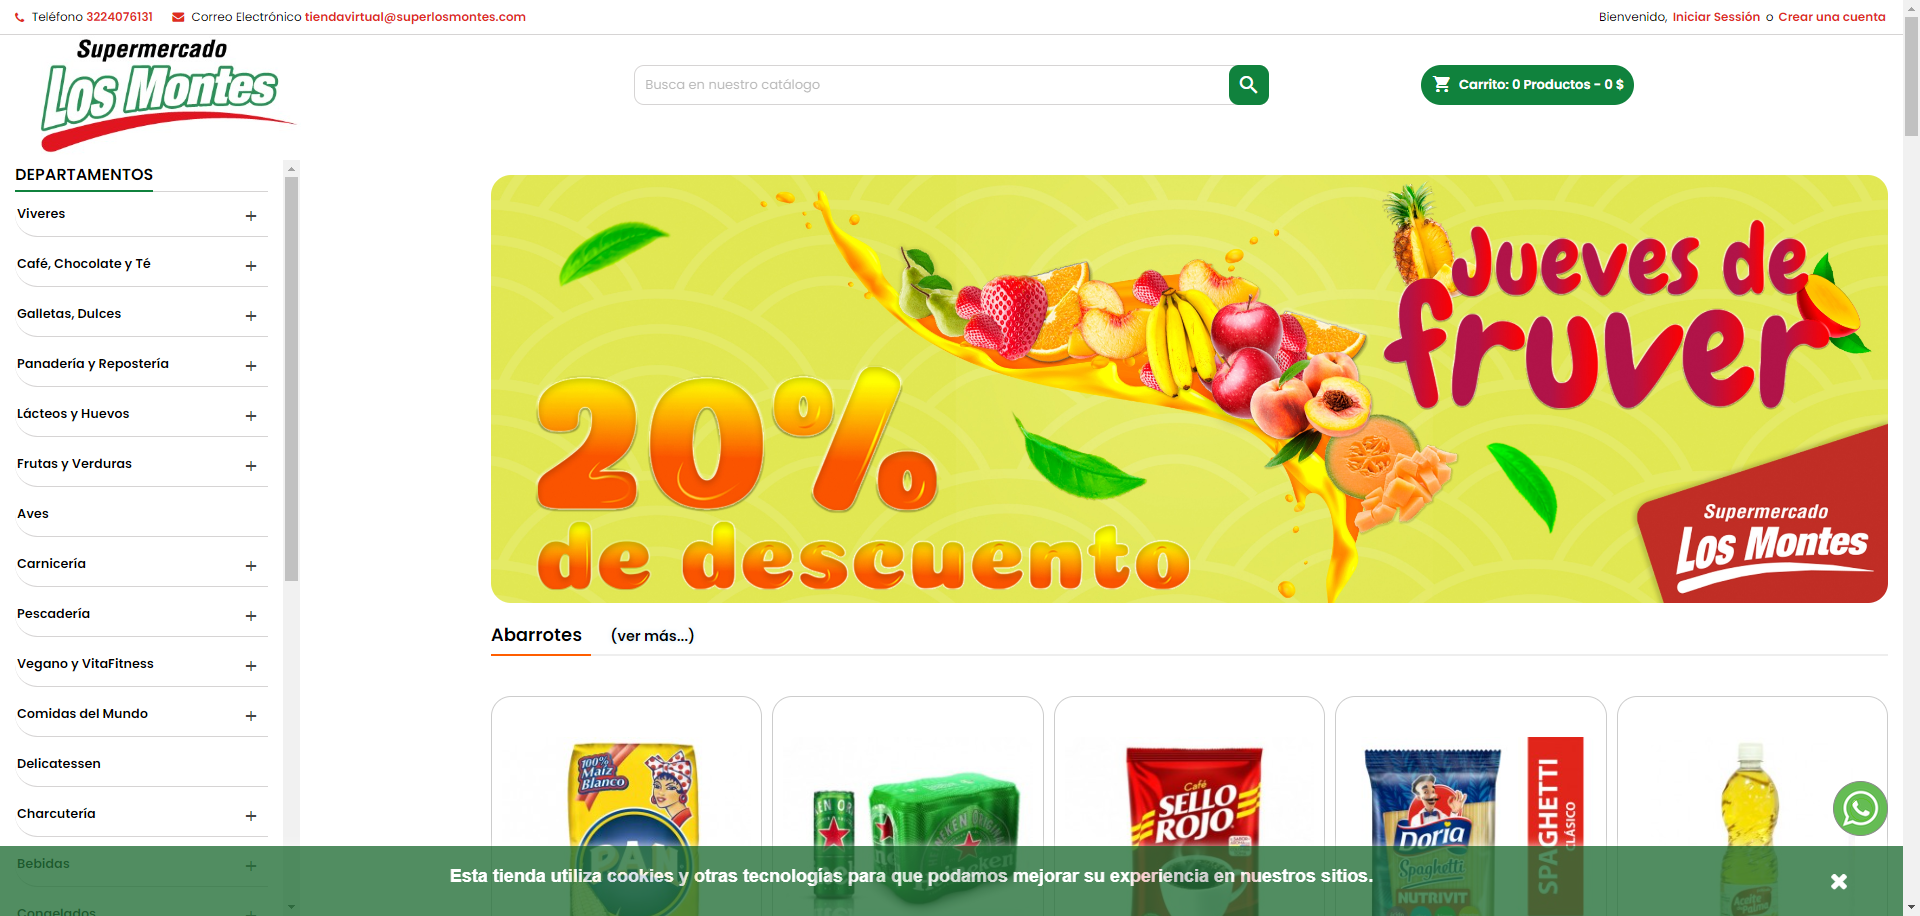 Teléfono 3224076131 Correo Electrónico tiendavirtual@superlosmontes.com
Bienvenido, Iniciar Sessión o Crear una cuenta
Supermercado
Los Montes
Busca en nuestro catálogo
Carrito: 0 Productos - 0 $
DEPARTAMENTOS
Viveres
Café, Chocolate y Té
Galletas, Dulces
Panadería y Repostería
Lácteos y Huevos
Frutas y Verduras
Aves
Carnicería
Pescadería
Vegano y VitaFitness
Comidas del Mundo
Delicatessen
Charcutería
Bebidas
Congelados
Jueves de
fruver
20%
de descuento
Supermercado
Los Montes
Abarrotes (ver más...)
100%
Maíz
Blanco
PAN
Café
SELLO
ROJO
Doria
Spaghetti
NUTRIVIT
SPAGHETTI
CLÁSICO
Esta tienda utiliza cookies y otras tecnologías para que podamos mejorar su experiencia en nuestros sitios.